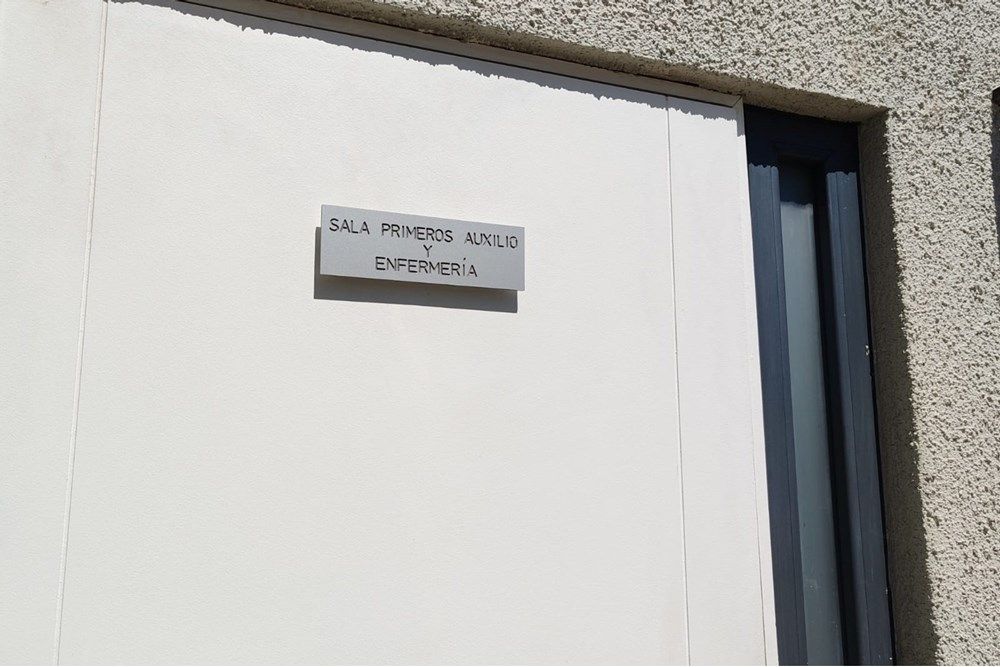 SALA PRIMEROS AUXILIO
Y
ENFERMERÍA